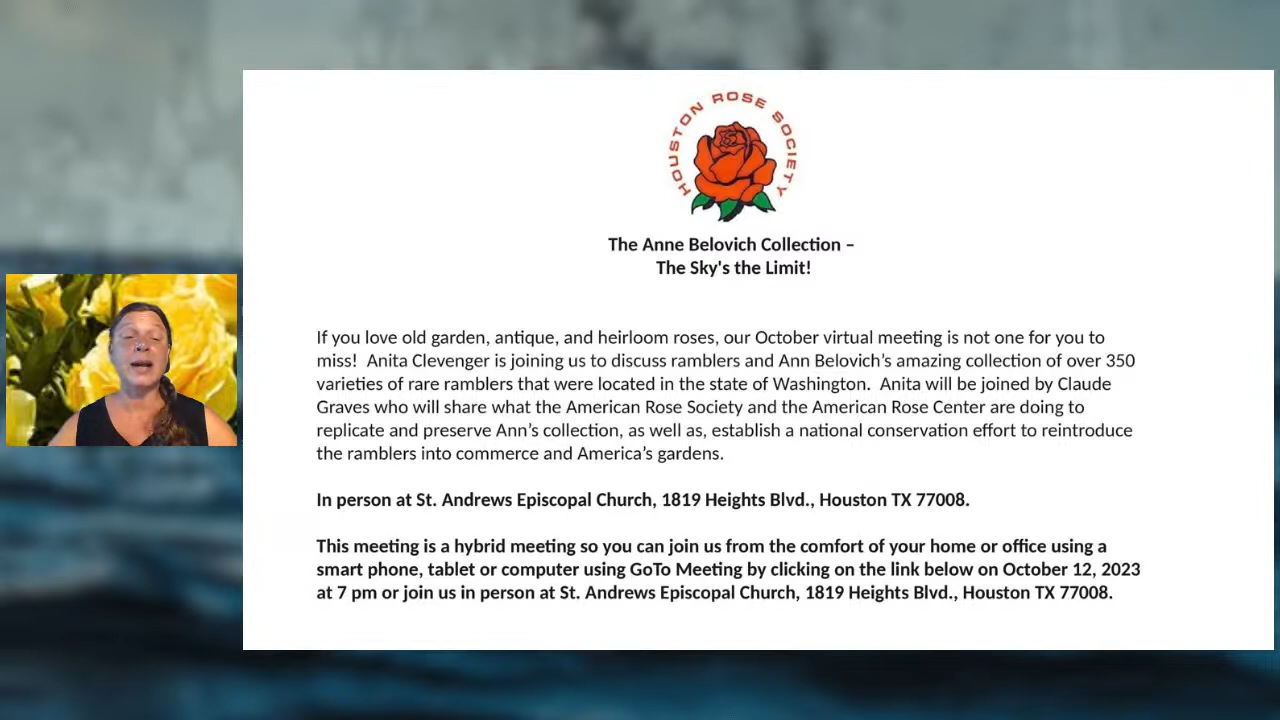 HOUSTON ROSE SOCIETY
The Anne Belovich Collection –
The Sky's the Limit!
If you love old garden, antique, and heirloom roses, our October virtual meeting is not one for you to
miss!  Anita Clevenger is joining us to discuss ramblers and Ann Belovich’s amazing collection of over 350
varieties of rare ramblers that were located in the state of Washington.  Anita will be joined by Claude
Graves who will share what the American Rose Society and the American Rose Center are doing to
replicate and preserve Ann’s collection, as well as, establish a national conservation effort to reintroduce
the ramblers into commerce and America’s gardens.
In person at St. Andrews Episcopal Church, 1819 Heights Blvd., Houston TX 77008.
This meeting is a hybrid meeting so you can join us from the comfort of your home or office using a
smart phone, tablet or computer using GoTo Meeting by clicking on the link below on October 12, 2023
at 7 pm or join us in person at St. Andrews Episcopal Church, 1819 Heights Blvd., Houston TX 77008.